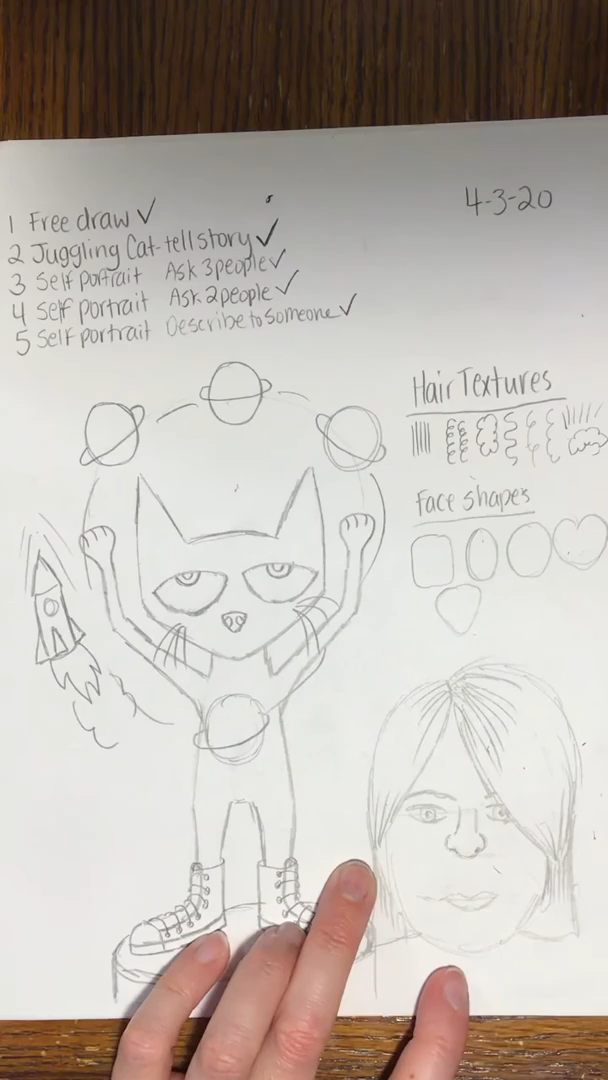 4-3-20
1 Free draw ✓
2 Juggling Cat-tell story ✓
3 Self portrait Ask 3 people ✓
4 Self portrait Ask 2 people ✓
5 Self portrait Describe to Someone ✓
Hair Textures
Face shapes